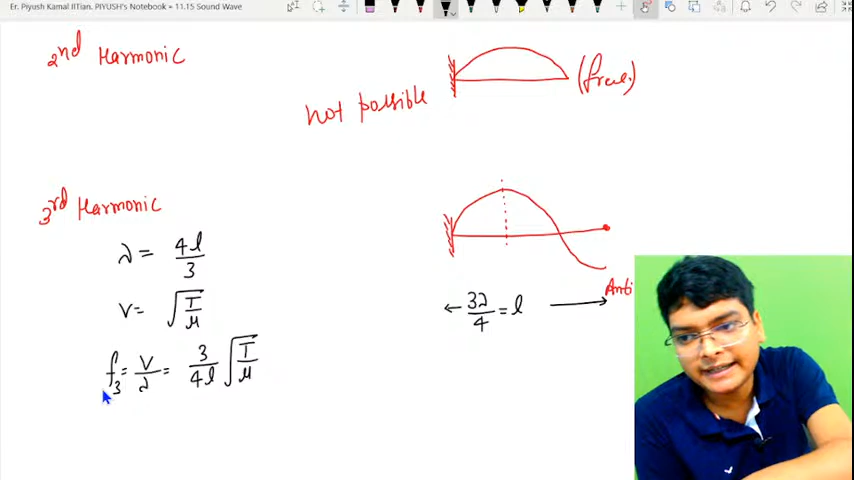 Er. Piyush Kamal IITian. PIYUSH's Notebook = 11.15 Sound Wave
2nd Harmonic
(free)
not possible
3rd Harmonic
λ = 4l/3
v = √(T/μ)
Anti
3λ/4 = l
f₃ = v/λ = 3/4l √(T/μ)